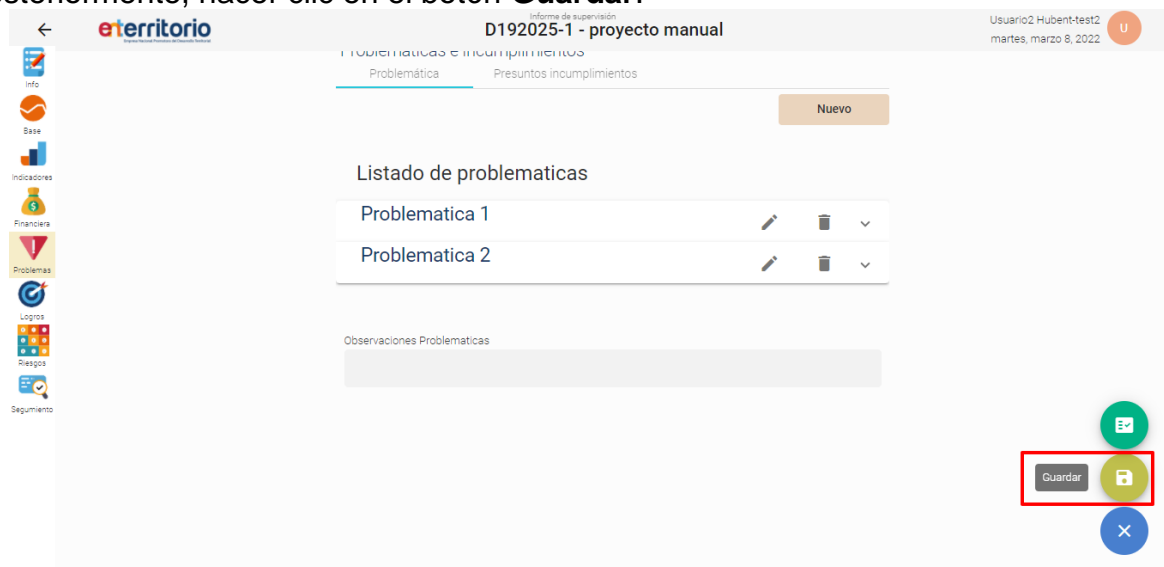 steriormente, hacer clic en el botón Guardar.
Informe de supervisión
D192025-1 - proyecto manual
eterritorio
Usuario2 Hubent-test2
martes, marzo 8, 2022
U
Problemáticas e incumplimientos
Problemática
Presuntos incumplimientos
Nuevo
Info
Base
Indicadores
Financiera
Problemas
Logros
Riesgos
Segumiento
Listado de problematicas
Problematica 1
Problematica 2
Observaciones Problematicas
Guardar